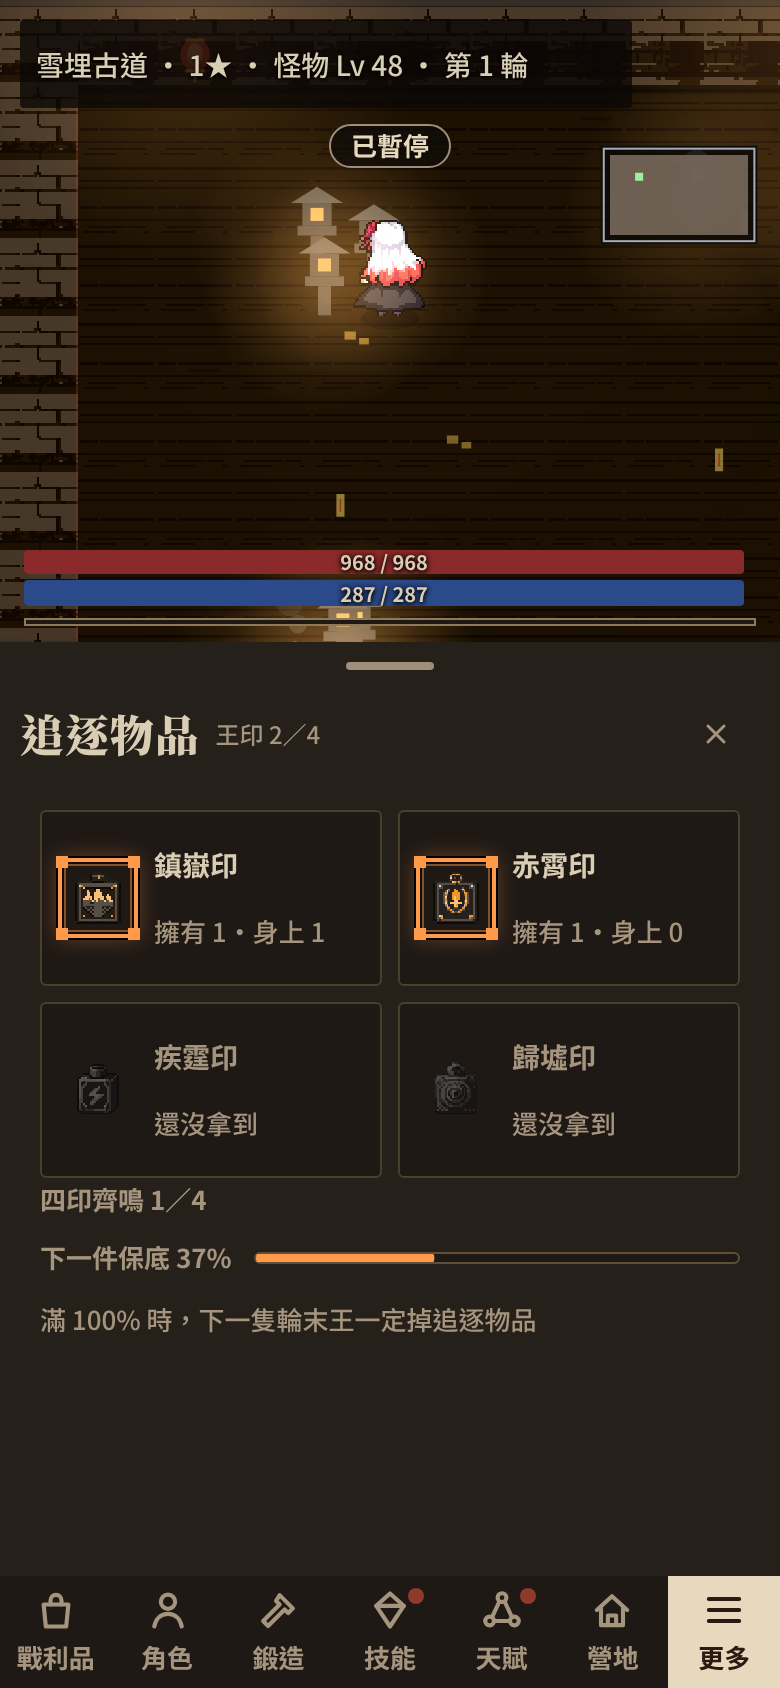 雪埋古道 · 1★ · 怪物 Lv 48 · 第 1 輪
已暫停
968 / 968
287 / 287
追逐物品 王印 2／4
鎮嶽印
擁有 1·身上 1
赤霄印
擁有 1·身上 0
疾霆印
還沒拿到
歸墟印
還沒拿到
四印齊鳴 1／4
下一件保底 37%
滿 100% 時，下一隻輪末王一定掉追逐物品
戰利品 角色 鍛造 技能 天賦 營地 更多